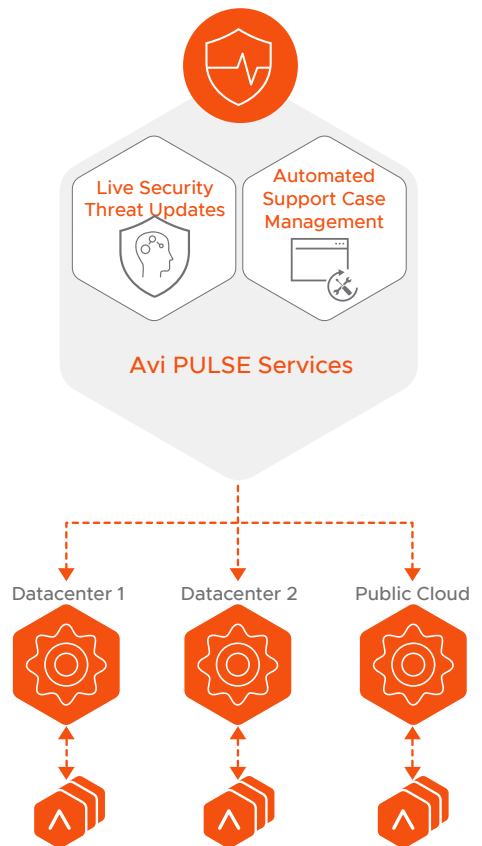 Live Security
Threat Updates
Automated
Support Case
Management
Avi PULSE Services
Datacenter 1
Datacenter 2
Public Cloud